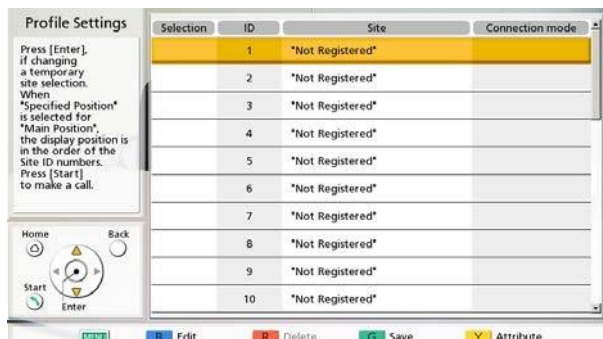 Profile Settings
Press [Enter],
if changing
a temporary
site selection.
When
"Specified Position"
is selected for
"Main Position",
the display position is
in the order of the
Site ID numbers.
Press [Start]
to make a call.
Home
Back
Start
Enter
Selection ID Site Connection mode
1 "Not Registered"
2 "Not Registered"
3 "Not Registered"
4 "Not Registered"
5 "Not Registered"
6 "Not Registered"
7 "Not Registered"
8 "Not Registered"
9 "Not Registered"
10 "Not Registered"
B Edit R Delete G Save Y Attribute